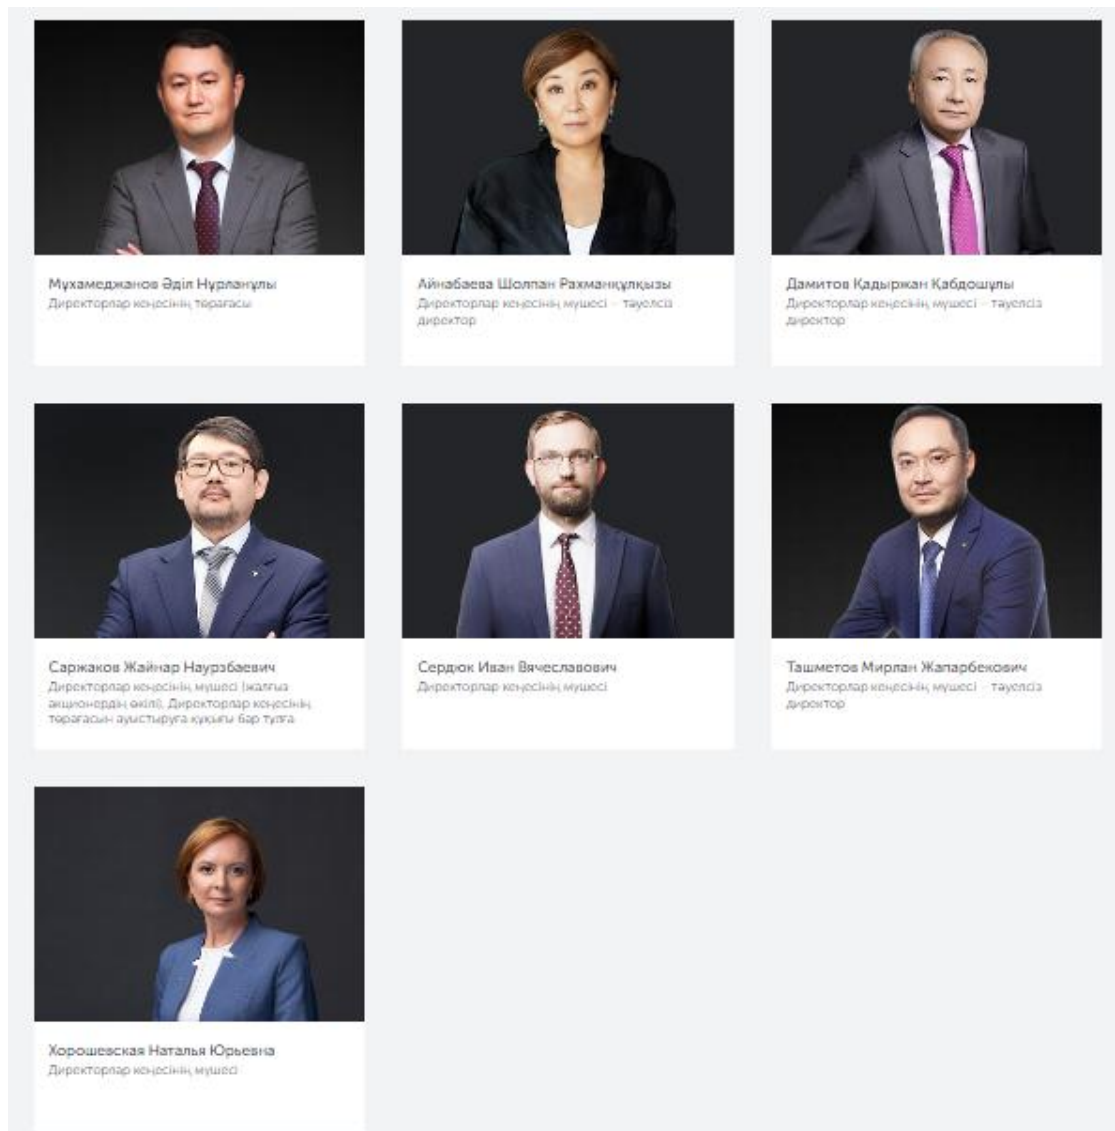 Мұхамеджанов Әділ Нұрланұлы
Директорлар кеңесінің төрағасы
Айнабаева Шолпан Рахманқұлқызы
Директорлар кеңесінің мүшесі – тәуелсіз
директор
Дамитов Қадыржан Қабдошұлы
Директорлар кеңесінің мүшесі – тәуелсіз
директор
Саржаков Жайнар Наурзбаевич
Директорлар кеңесінің мүшесі (жалғыз
акционердің өкілі), Директорлар кеңесінің
төрағасын ауыстыруға құқығы бар тұлға
Сердюк Иван Вячеславович
Директорлар кеңесінің мүшесі
Ташметов Мирлан Жапарбекович
Директорлар кеңесінің мүшесі – тәуелсіз
директор
Хорошевская Наталья Юрьевна
Директорлар кеңесінің мүшесі